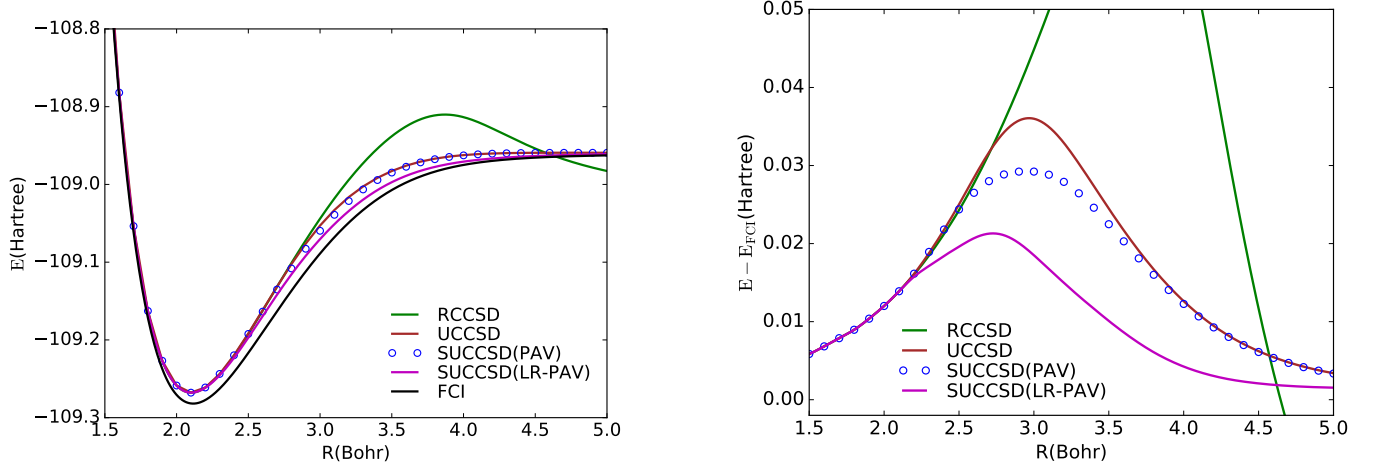 −108.8
−108.9
−109.0
−109.1
−109.2
−109.3
E(Hartree)
1.5 2.0 2.5 3.0 3.5 4.0 4.5 5.0
R(Bohr)
RCCSD
UCCSD
SUCCSD(PAV)
SUCCSD(LR-PAV)
FCI
0.05
0.04
0.03
0.02
0.01
0.00
E − E_FCI(Hartree)
1.5 2.0 2.5 3.0 3.5 4.0 4.5 5.0
R(Bohr)
RCCSD
UCCSD
SUCCSD(PAV)
SUCCSD(LR-PAV)